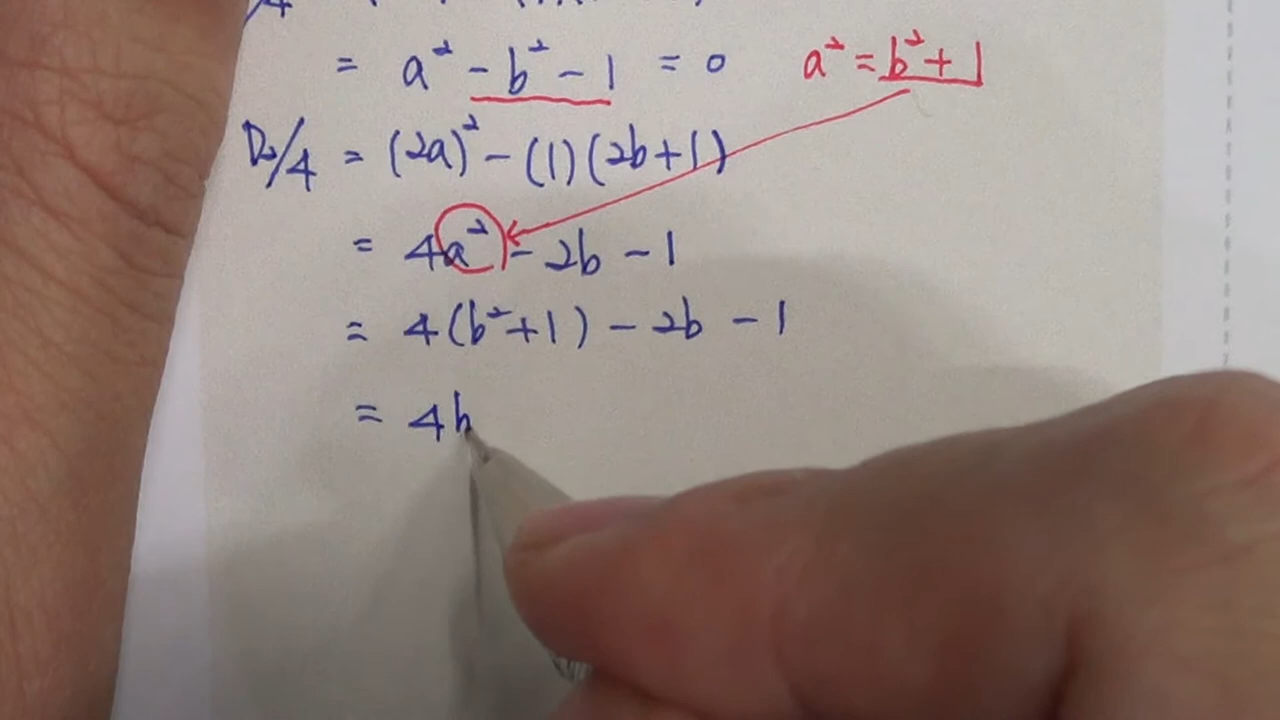 = a² - b² - 1 = 0 a² = b² + 1
D₂/4 = (2a)² - (1)(2b+1)
= 4a² - 2b - 1
= 4(b²+1) - 2b - 1
= 4b